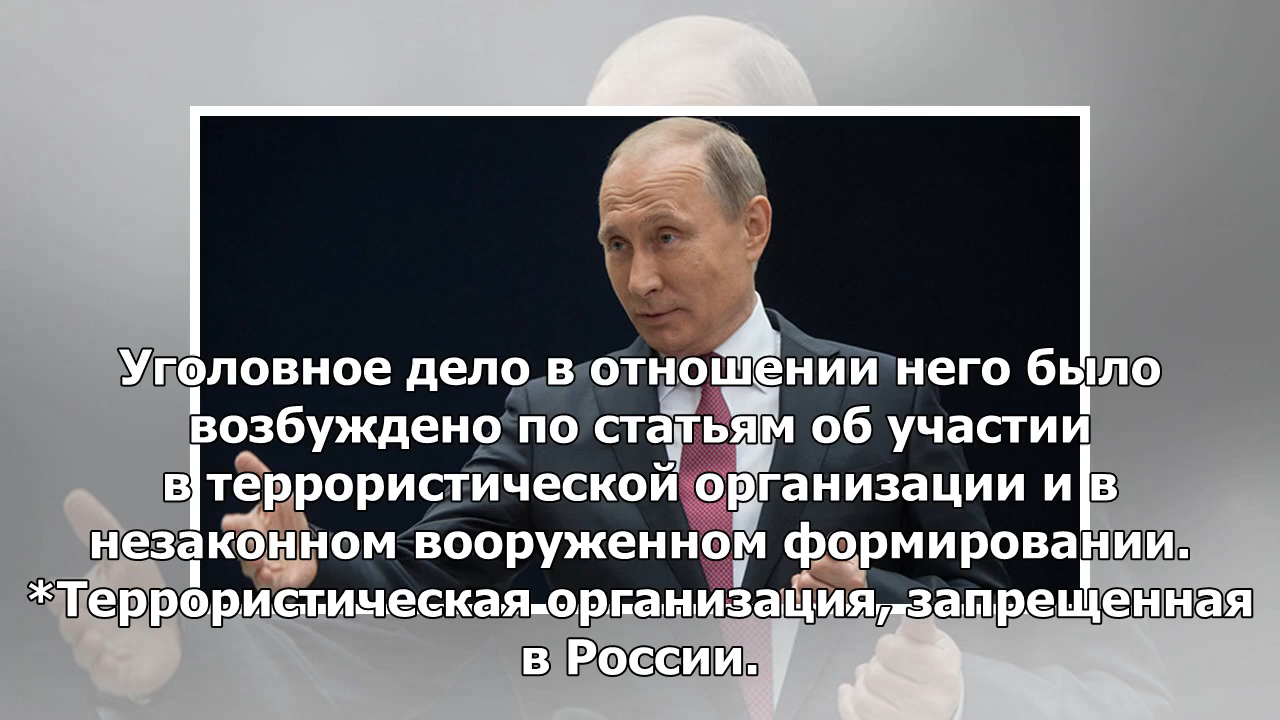 Уголовное дело в отношении него было
возбуждено по статьям об участии
в террористической организации и в
незаконном вооруженном формировании.
*Террористическая организация, запрещенная
в России.